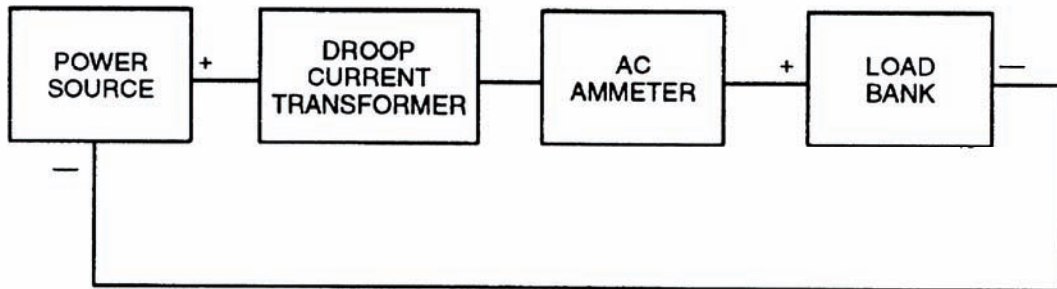 POWER
SOURCE
+
—
DROOP
CURRENT
TRANSFORMER
AC
AMMETER
+
LOAD
BANK
—